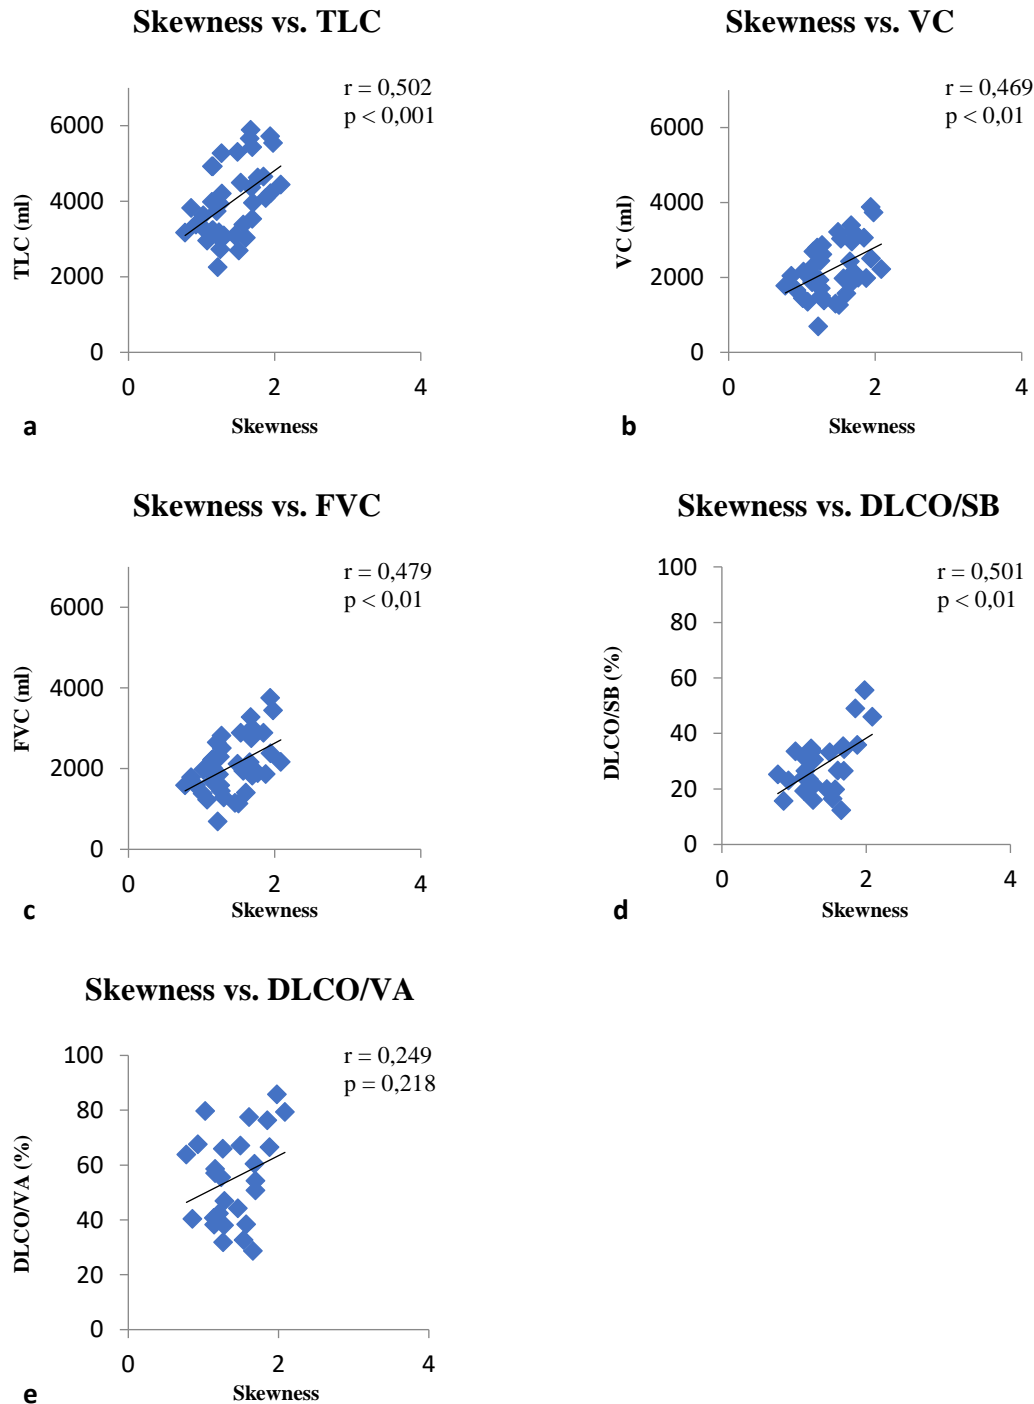 Skewness vs. TLC
r = 0,502
p < 0,001
6000
4000
2000
0
0 2 4
TLC (ml)
Skewness
a
Skewness vs. VC
r = 0,469
p < 0,01
6000
4000
2000
0
0 2 4
VC (ml)
Skewness
b
Skewness vs. FVC
r = 0,479
p < 0,01
6000
4000
2000
0
0 2 4
FVC (ml)
Skewness
c
Skewness vs. DLCO/SB
r = 0,501
p < 0,01
100
80
60
40
20
0
0 2 4
DLCO/SB (%)
Skewness
d
Skewness vs. DLCO/VA
r = 0,249
p = 0,218
100
80
60
40
20
0
0 2 4
DLCO/VA (%)
Skewness
e